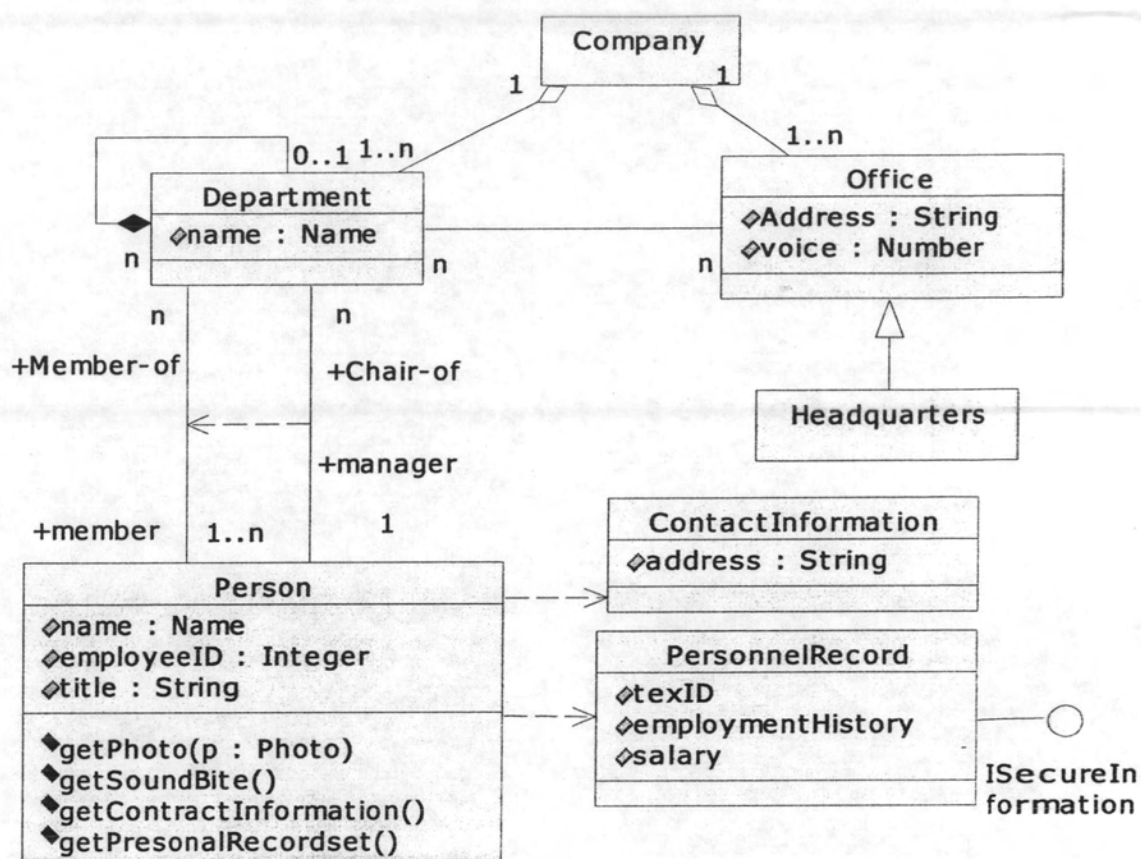 Company
1
1
1..n
1..n
0..1
Department
name : Name
n
n
n
Office
Address : String
voice : Number
n
n
+Member-of
+Chair-of
Headquarters
+manager
+member
1..n
1
ContactInformation
address : String
Person
name : Name
employeeID : Integer
title : String
getPhoto(p : Photo)
getSoundBite()
getContractInformation()
getPresonalRecordset()
PersonnelRecord
texID
employmentHistory
salary
ISecureIn
formation